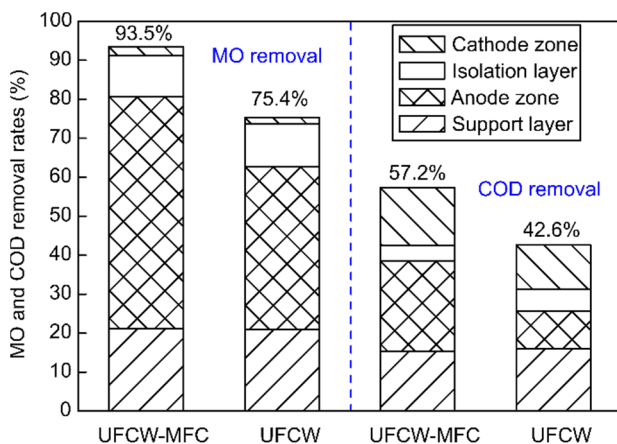 MO and COD removal rates (%)
100
90
80
70
60
50
40
30
20
10
0
93.5%
MO removal
75.4%
57.2%
COD removal
42.6%
Cathode zone
Isolation layer
Anode zone
Support layer
UFCW-MFC
UFCW
UFCW-MFC
UFCW